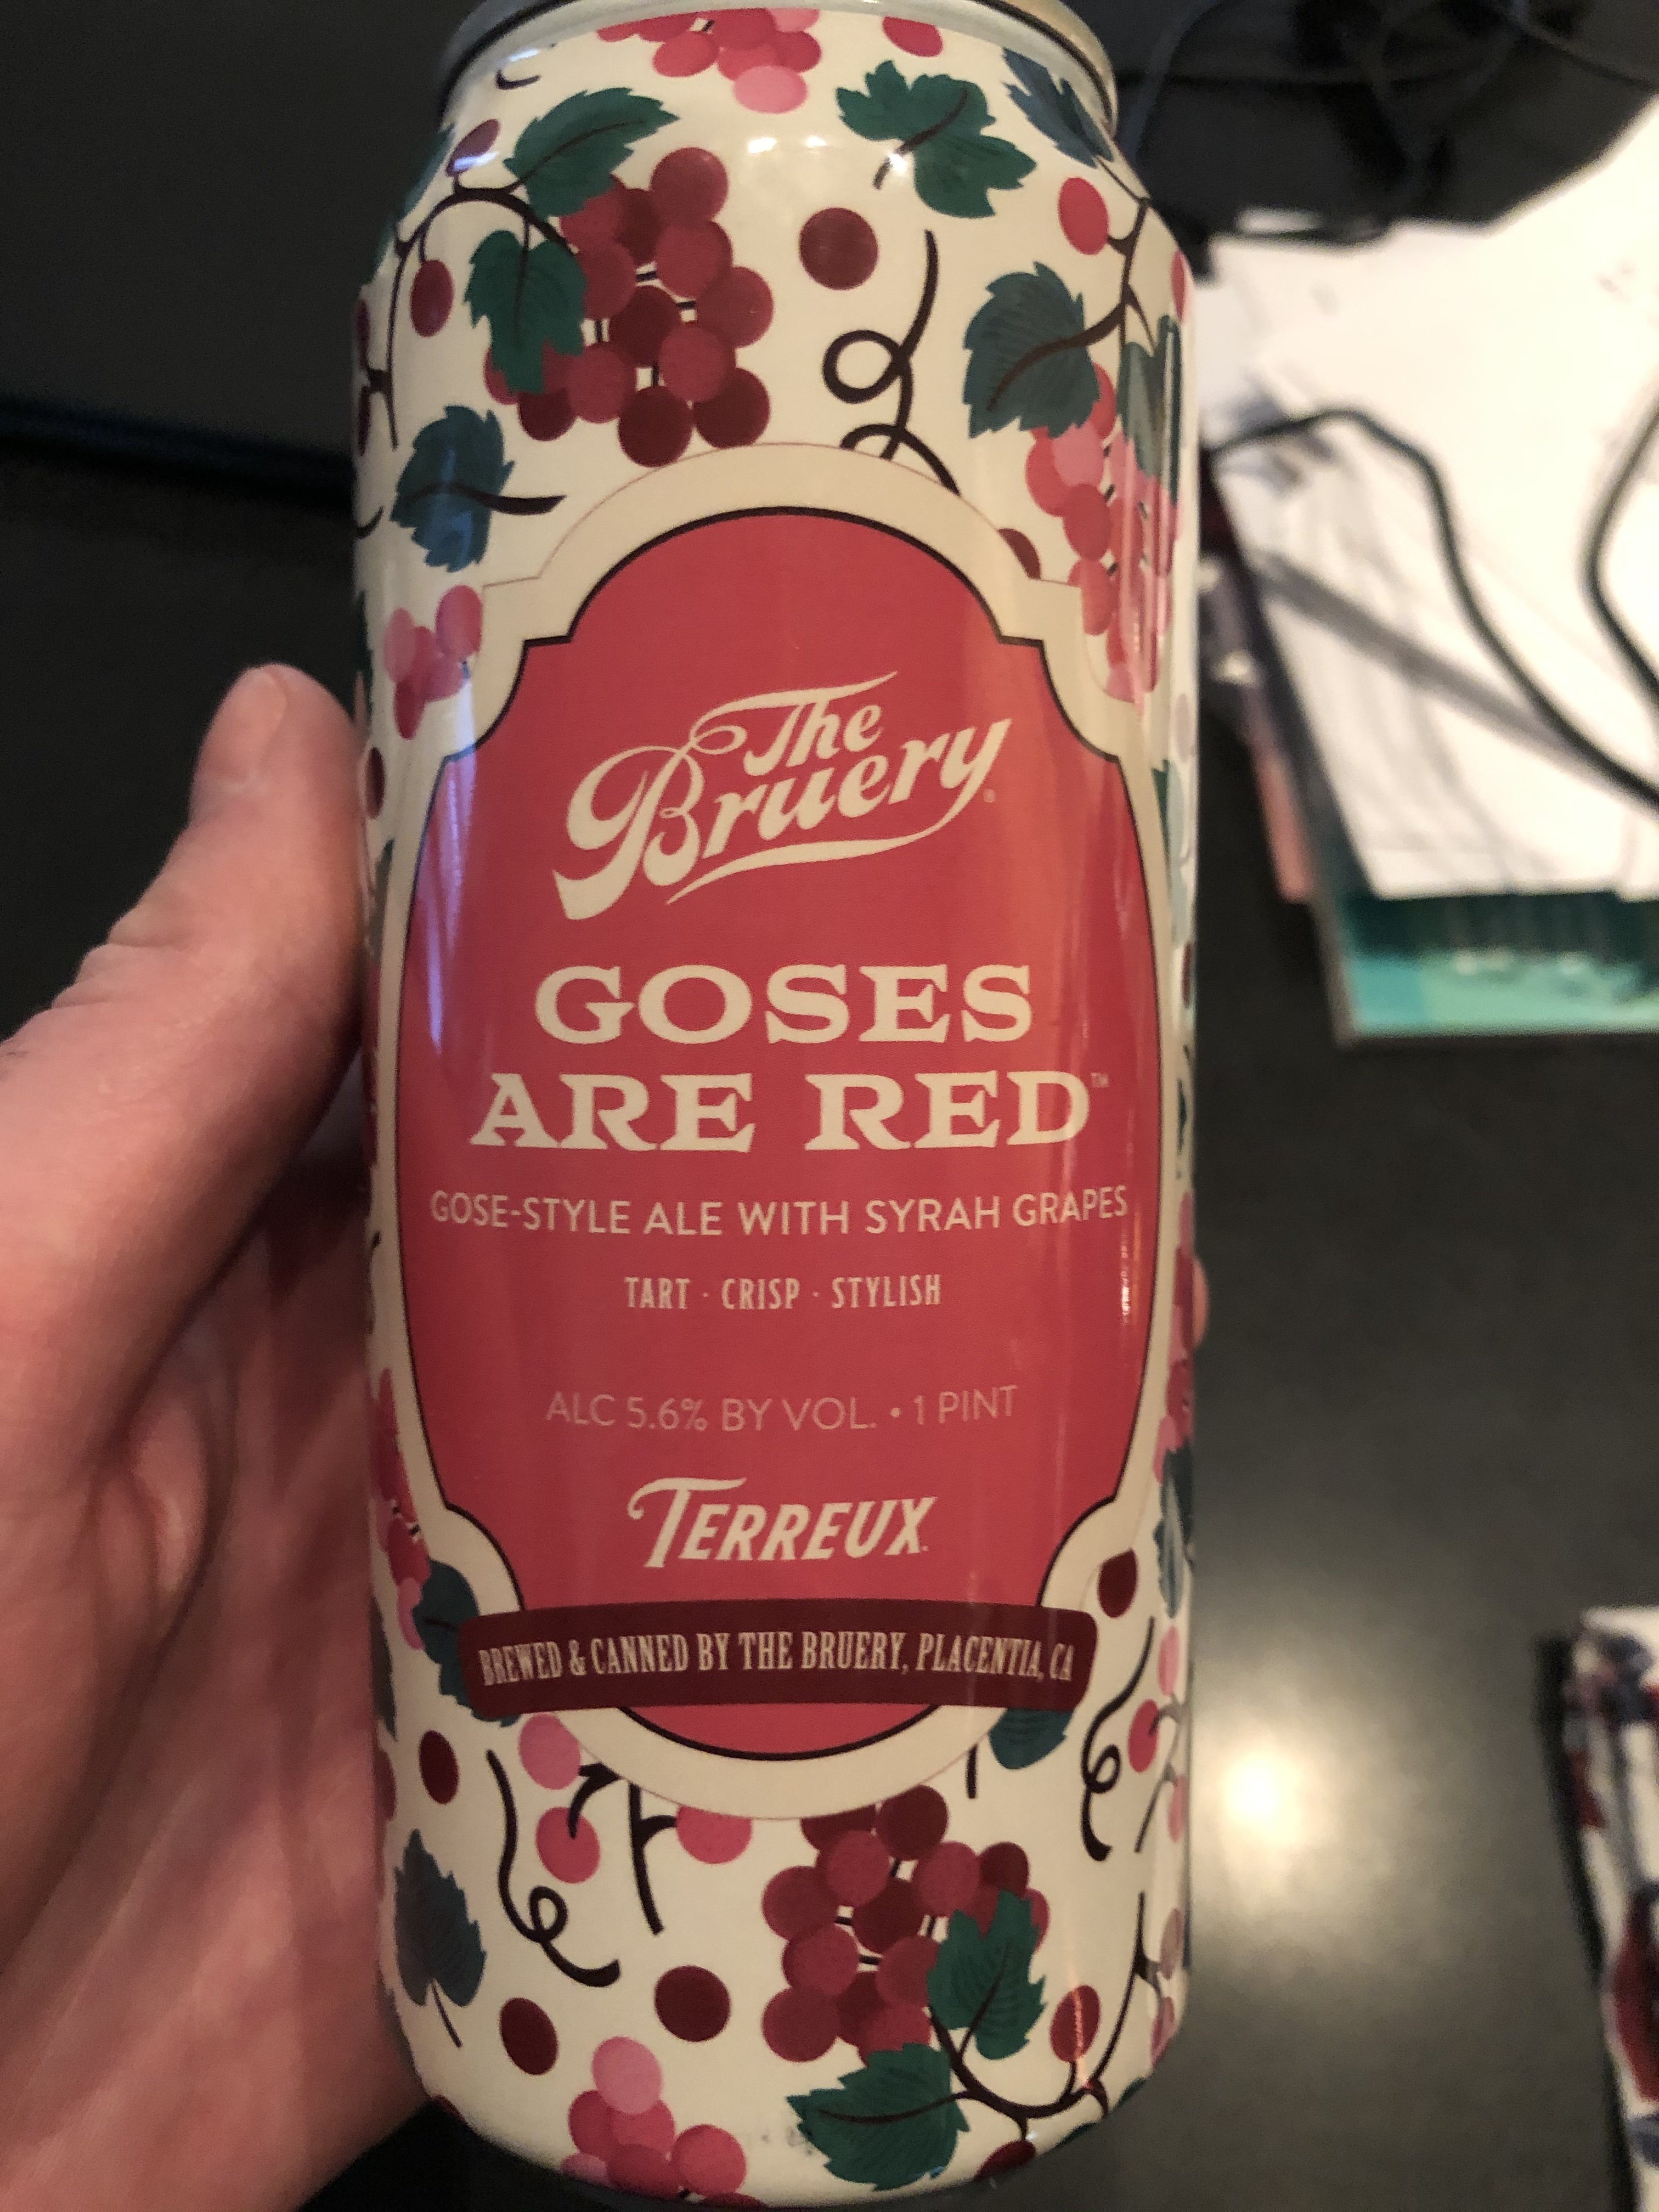 The
Bruery®
GOSES
ARE RED™
GOSE-STYLE ALE WITH SYRAH GRAPES
TART · CRISP · STYLISH
ALC 5.6% BY VOL. • 1 PINT
TERREUX
BREWED & CANNED BY THE BRUERY, PLACENTIA, CA